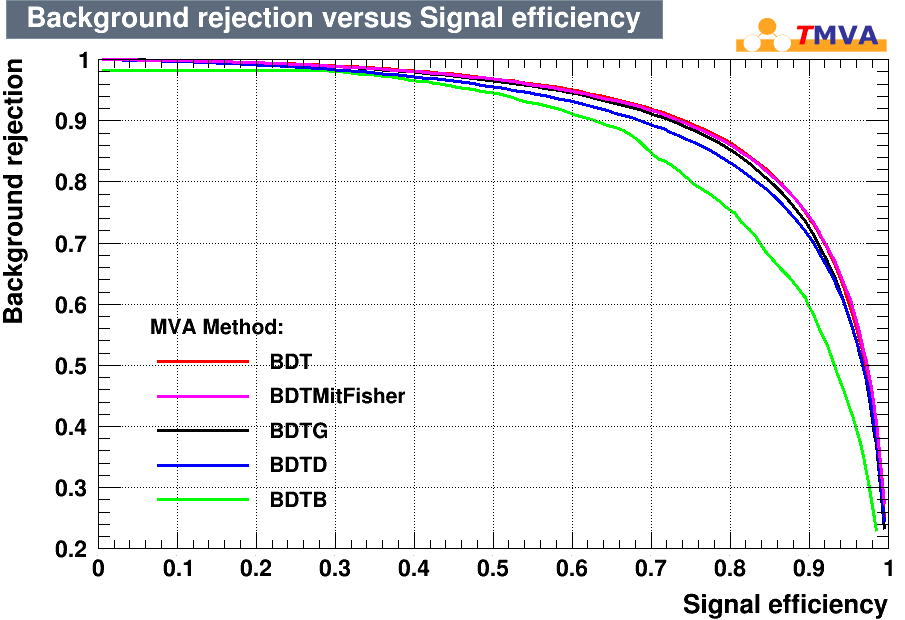 Background rejection versus Signal efficiency
TMVA
Background rejection
1
0.9
0.8
0.7
0.6
0.5
0.4
0.3
0.2
MVA Method:
BDT
BDTMitFisher
BDTG
BDTD
BDTB
0 0.1 0.2 0.3 0.4 0.5 0.6 0.7 0.8 0.9 1
Signal efficiency